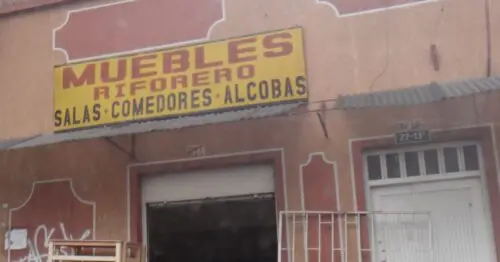 MUEBLES
RIFORERO
SALAS · COMEDORES · ALCOBAS